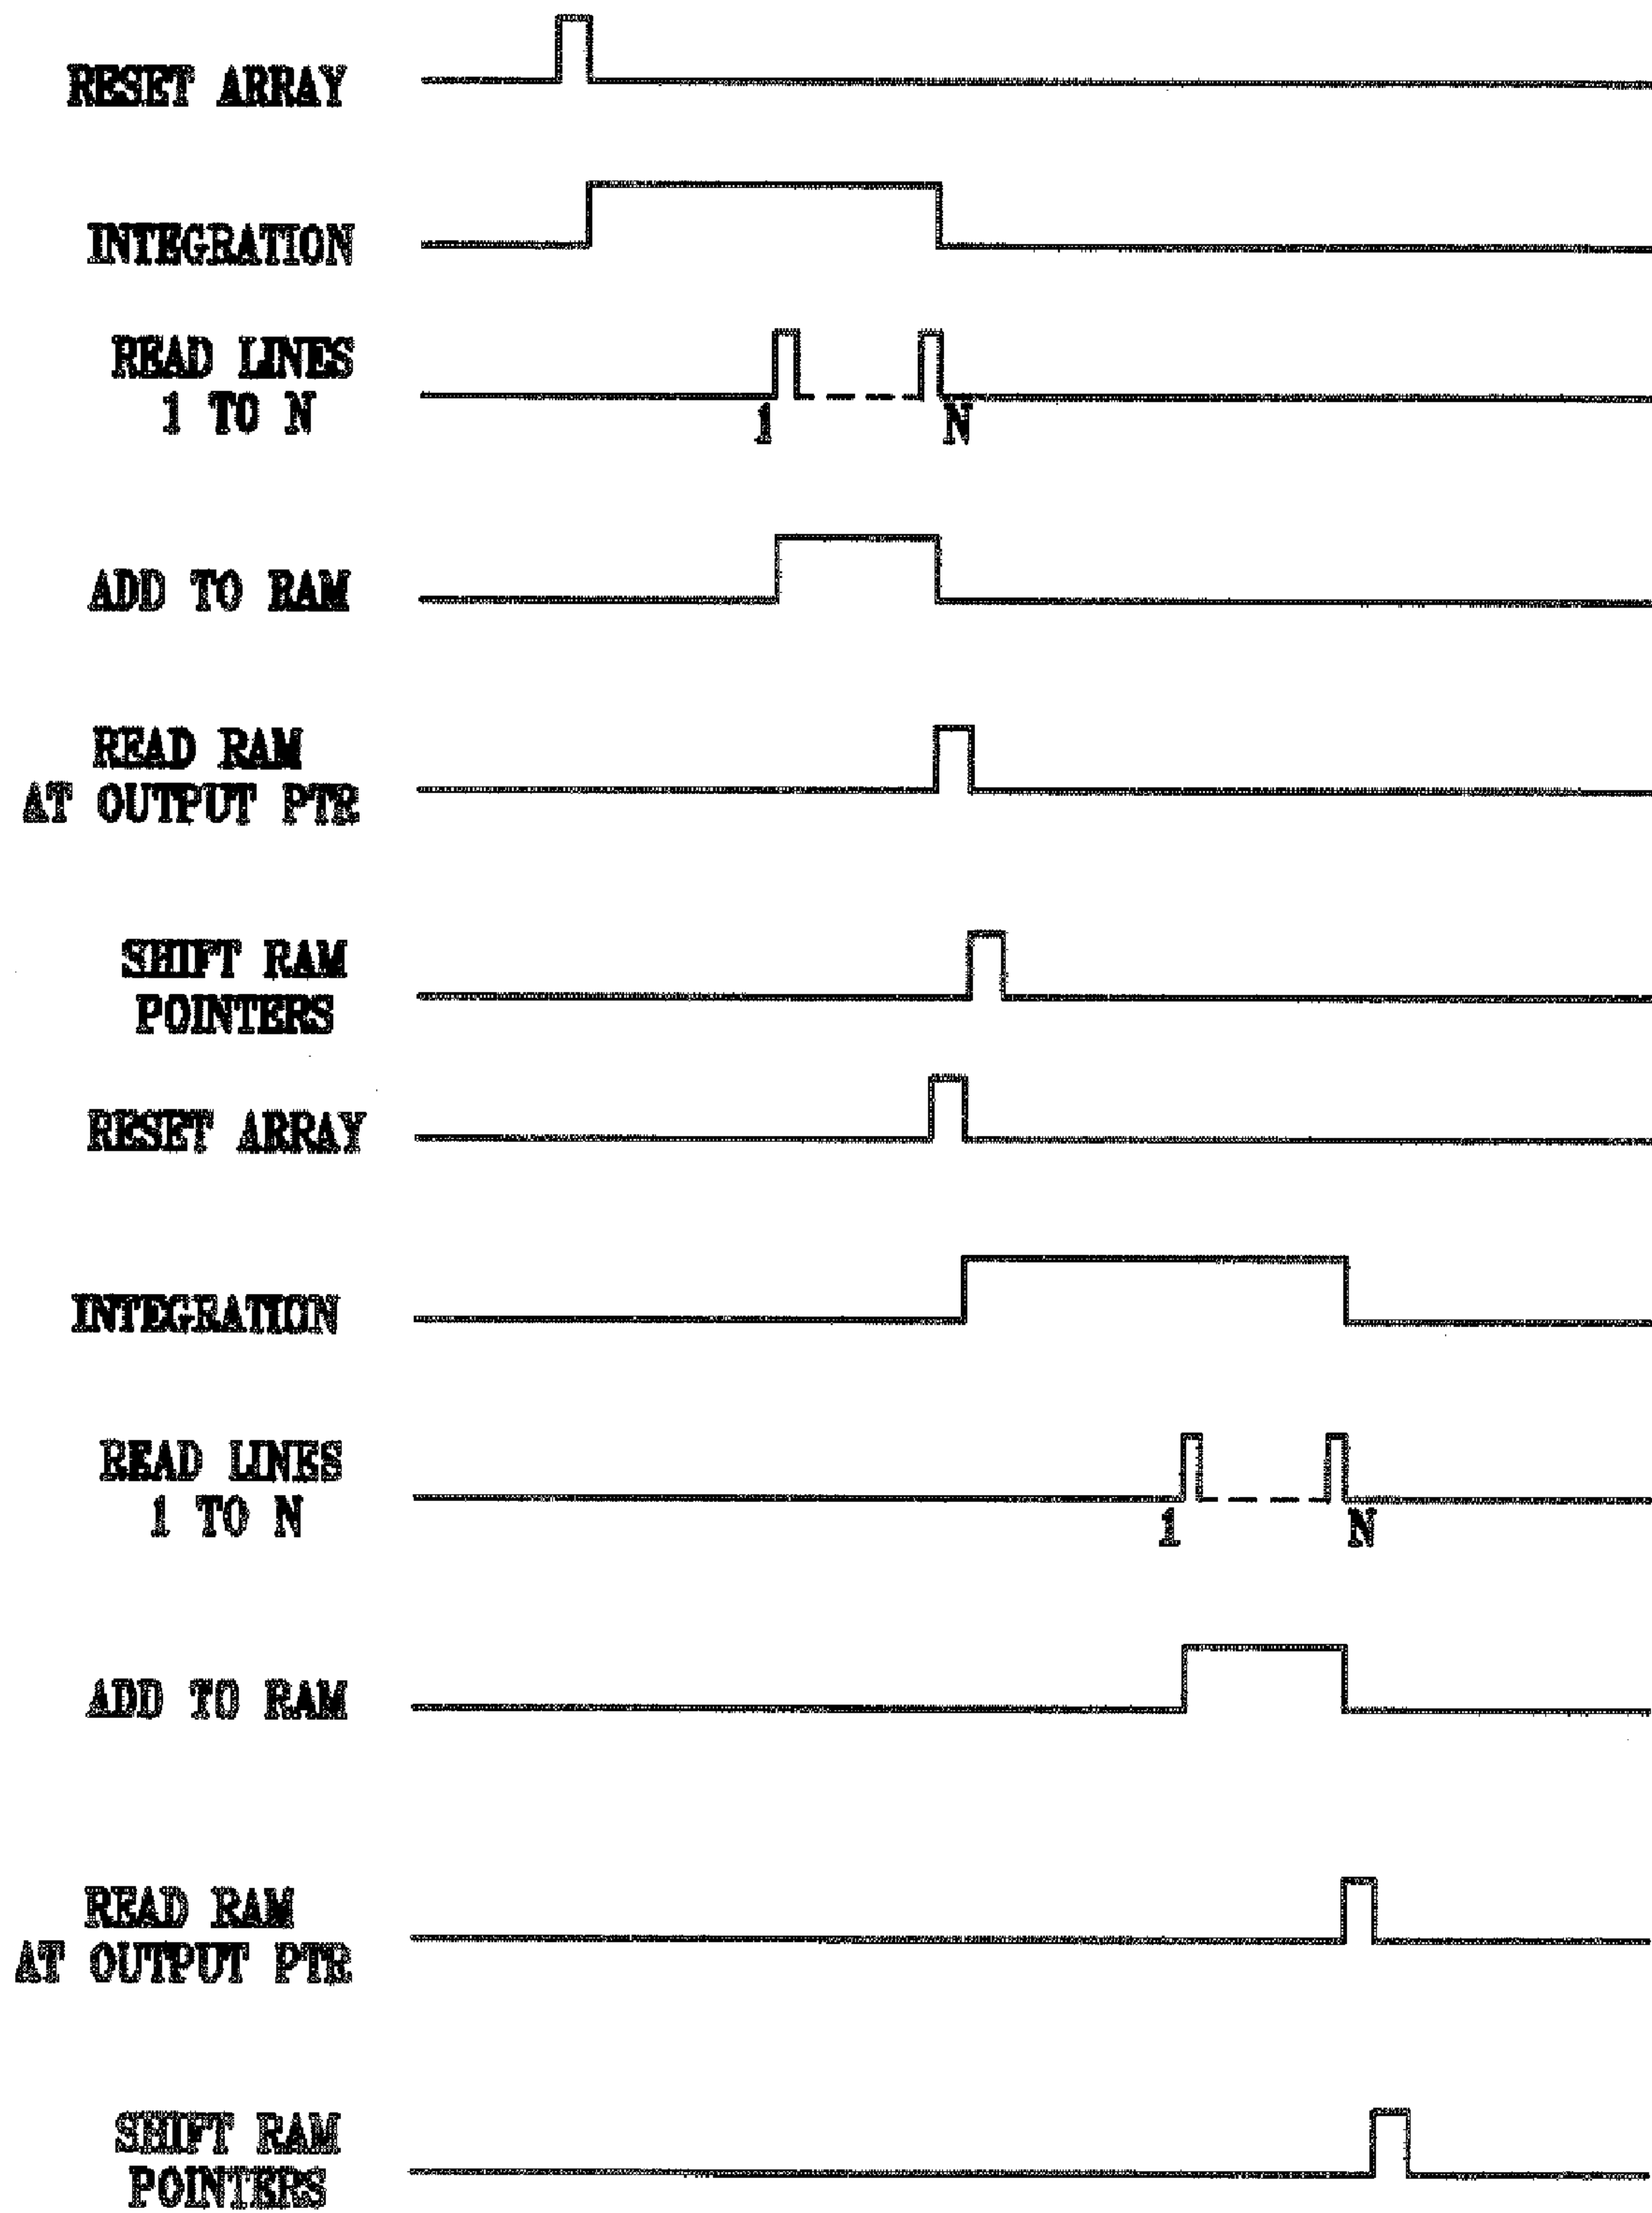 RESET ARRAY
INTEGRATION
READ LINES
1 TO N
1 N
ADD TO RAM
READ RAM
AT OUTPUT PTR
SHIFT RAM
POINTERS
RESET ARRAY
INTEGRATION
READ LINES
1 TO N
1 N
ADD TO RAM
READ RAM
AT OUTPUT PTR
SHIFT RAM
POINTERS